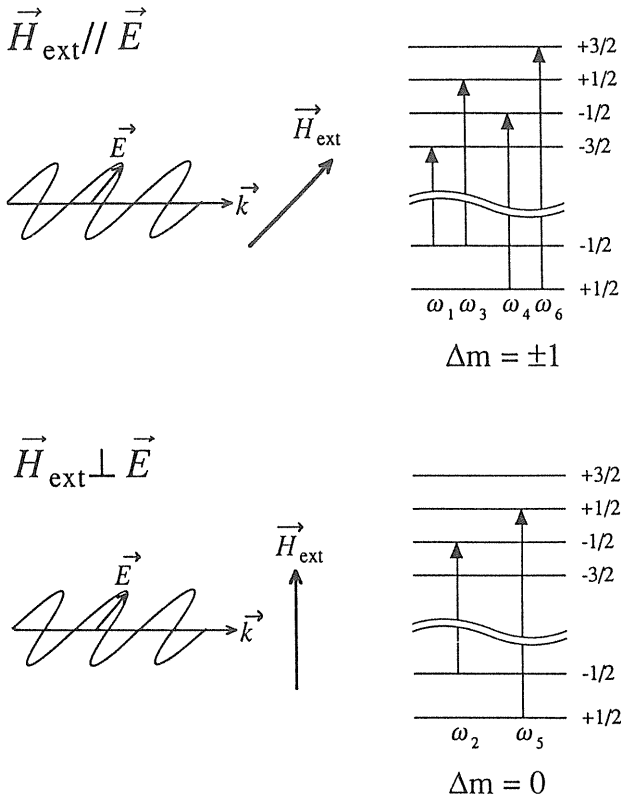 H⃗ext // E⃗
+3/2
+1/2
-1/2
-3/2
H⃗ext
E⃗
k⃗
-1/2
+1/2
ω1 ω3 ω4 ω6
Δm = ±1
H⃗ext ⊥ E⃗
+3/2
+1/2
-1/2
-3/2
H⃗ext
E⃗
k⃗
-1/2
+1/2
ω2 ω5
Δm = 0